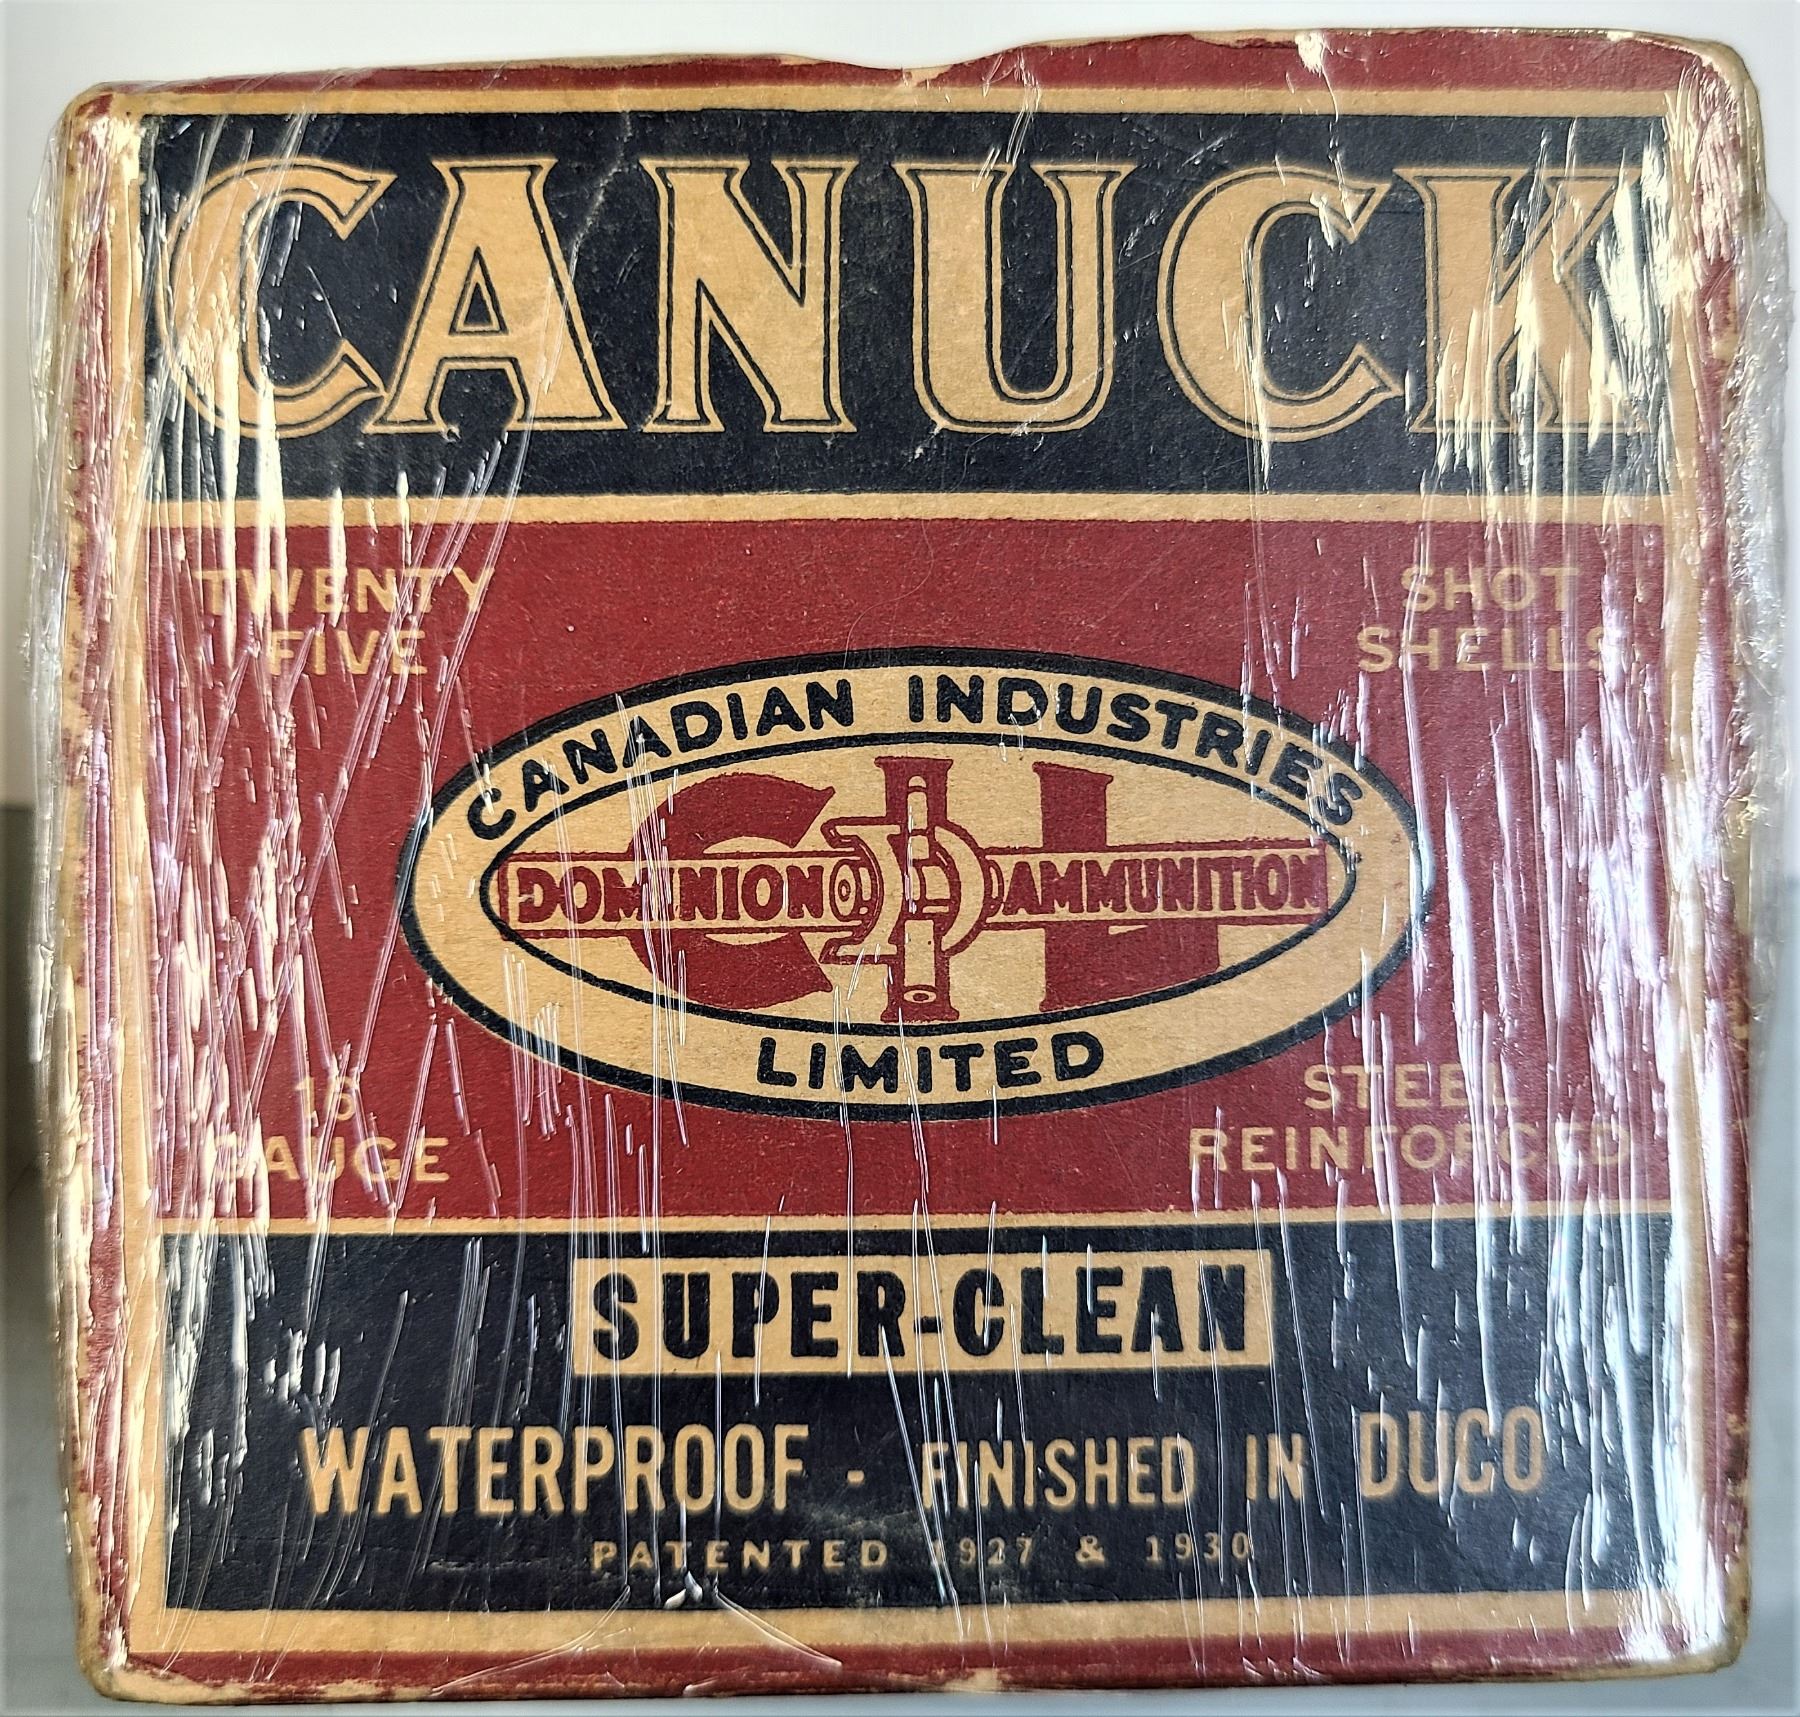 CANUCK
TWENTY
FIVE
SHOT
SHELLS
CANADIAN INDUSTRIES
C I L
DOMINION AMMUNITION
LIMITED
16
GAUGE
STEEL
REINFORCED
SUPER-CLEAN
WATERPROOF - FINISHED IN DUCO
PATENTED 1927 & 1930